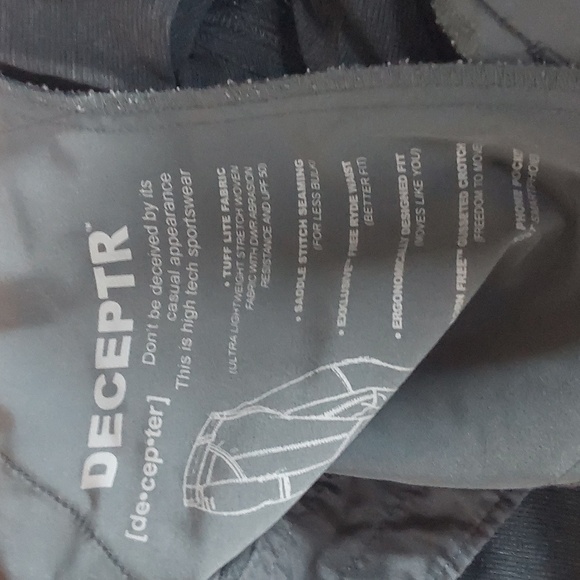 DECEPTR™
[de•cep•ter]
Don't be deceived by its
casual appearance
This is high tech sportswear
• TUFF LITE FABRIC
(ULTRA LIGHTWEIGHT STRETCH WOVEN
FABRIC WITH DWR ABRASION
RESISTANCE AND UPF 50)
• SADDLE STITCH SEAMING
(FOR LESS BULK)
• EXCLUSIVE FREE RYDE WAIST
(BETTER FIT)
• ERGONOMICALLY DESIGNED FIT
(MOVES LIKE YOU)
FREE GUSSETED CROTCH
(FREEDOM TO MOVE
PHONE POCKET